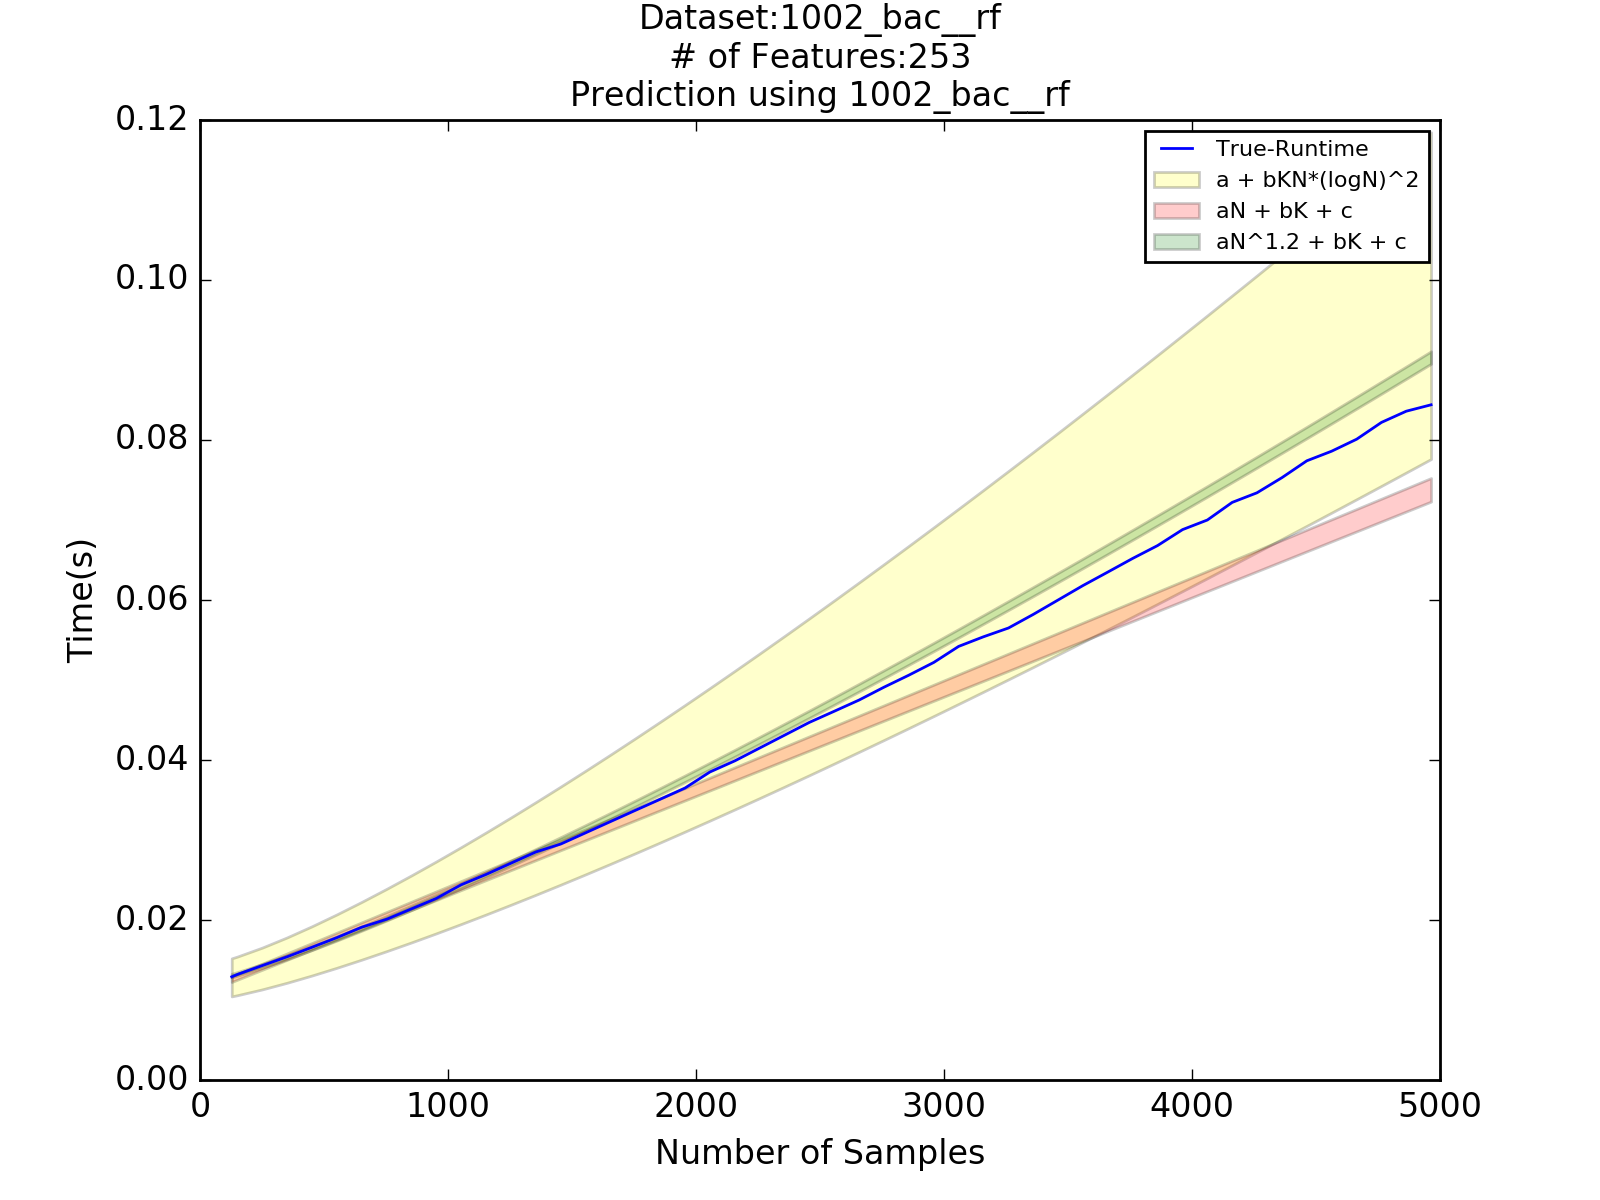 Dataset:1002_bac__rf
# of Features:253
Prediction using 1002_bac__rf
0.12
0.10
0.08
0.06
0.04
0.02
0.00
Time(s)
True-Runtime
a + bKN*(logN)^2
aN + bK + c
aN^1.2 + bK + c
0 1000 2000 3000 4000 5000
Number of Samples